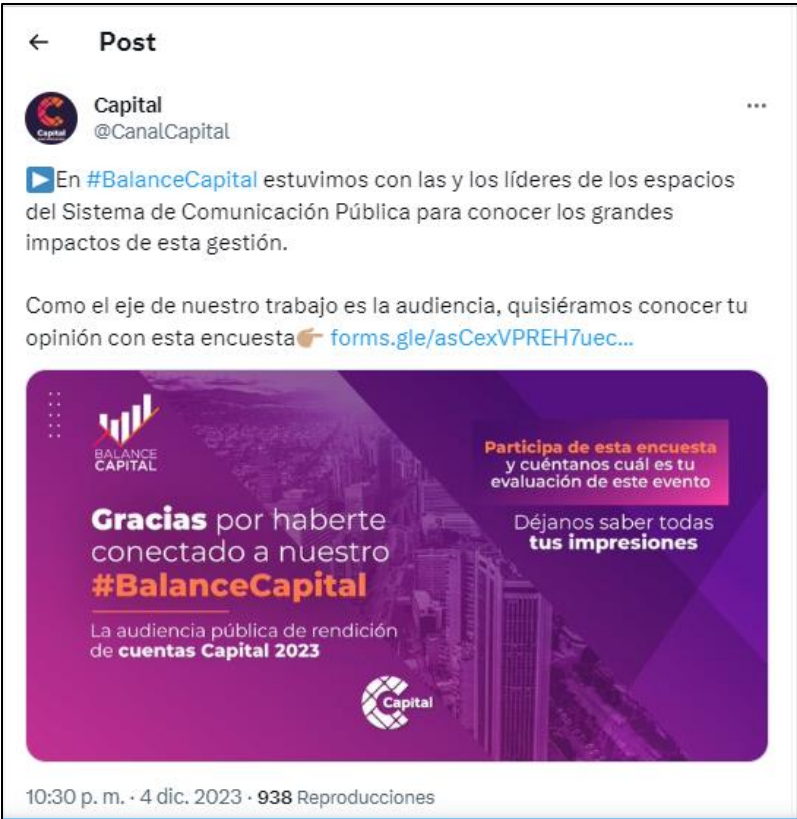 Post
Capital
Capital
@CanalCapital
En #BalanceCapital estuvimos con las y los líderes de los espacios
del Sistema de Comunicación Pública para conocer los grandes
impactos de esta gestión.
Como el eje de nuestro trabajo es la audiencia, quisiéramos conocer tu
opinión con esta encuesta forms.gle/asCexVPREH7uec...
BALANCE
CAPITAL
Gracias por haberte
conectado a nuestro
#BalanceCapital
La audiencia pública de rendición
de cuentas Capital 2023
Participa de esta encuesta
y cuéntanos cuál es tu
evaluación de este evento
Déjanos saber todas
tus impresiones
Capital
10:30 p. m. · 4 dic. 2023 · 938 Reproducciones